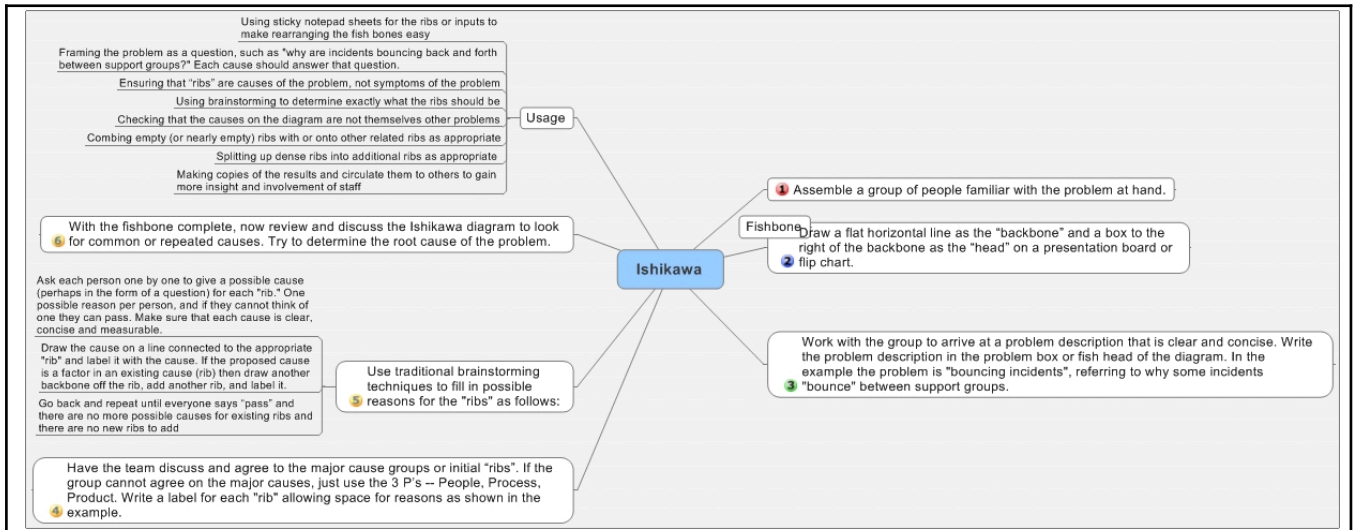 Using sticky notepad sheets for the ribs or inputs to
make rearranging the fish bones easy
Framing the problem as a question, such as "why are incidents bouncing back and forth
between support groups?" Each cause should answer that question.
Ensuring that “ribs” are causes of the problem, not symptoms of the problem
Using brainstorming to determine exactly what the ribs should be
Checking that the causes on the diagram are not themselves other problems
Combing empty (or nearly empty) ribs with or onto other related ribs as appropriate
Splitting up dense ribs into additional ribs as appropriate
Making copies of the results and circulate them to others to gain
more insight and involvement of staff
Usage
With the fishbone complete, now review and discuss the Ishikawa diagram to look
6 for common or repeated causes. Try to determine the root cause of the problem.
Ask each person one by one to give a possible cause
(perhaps in the form of a question) for each "rib." One
possible reason per person, and if they cannot think of
one they can pass. Make sure that each cause is clear,
concise and measurable.
Draw the cause on a line connected to the appropriate
"rib" and label it with the cause. If the proposed cause
is a factor in an existing cause (rib) then draw another
backbone off the rib, add another rib, and label it.
Go back and repeat until everyone says “pass” and
there are no more possible causes for existing ribs and
there are no new ribs to add
Use traditional brainstorming
techniques to fill in possible
5 reasons for the "ribs" as follows:
Have the team discuss and agree to the major cause groups or initial “ribs”. If the
group cannot agree on the major causes, just use the 3 P's -- People, Process,
Product. Write a label for each "rib" allowing space for reasons as shown in the
4 example.
Ishikawa
1 Assemble a group of people familiar with the problem at hand.
Fishbone
Draw a flat horizontal line as the “backbone” and a box to the
right of the backbone as the “head” on a presentation board or
2 flip chart.
Work with the group to arrive at a problem description that is clear and concise. Write
the problem description in the problem box or fish head of the diagram. In the
example the problem is "bouncing incidents", referring to why some incidents
3 "bounce" between support groups.